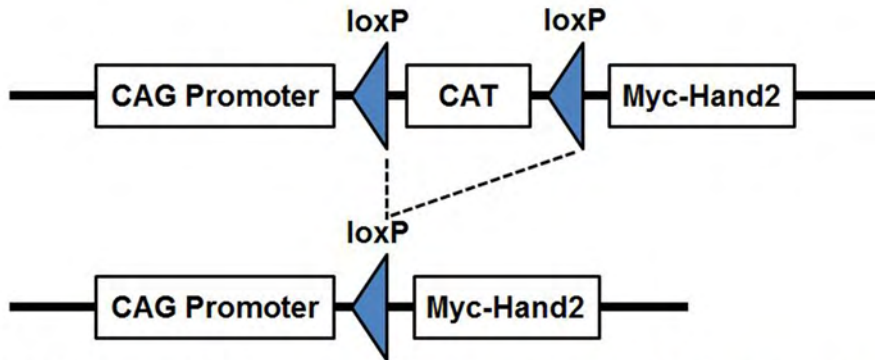 loxP loxP
CAG Promoter CAT Myc-Hand2
loxP
CAG Promoter Myc-Hand2